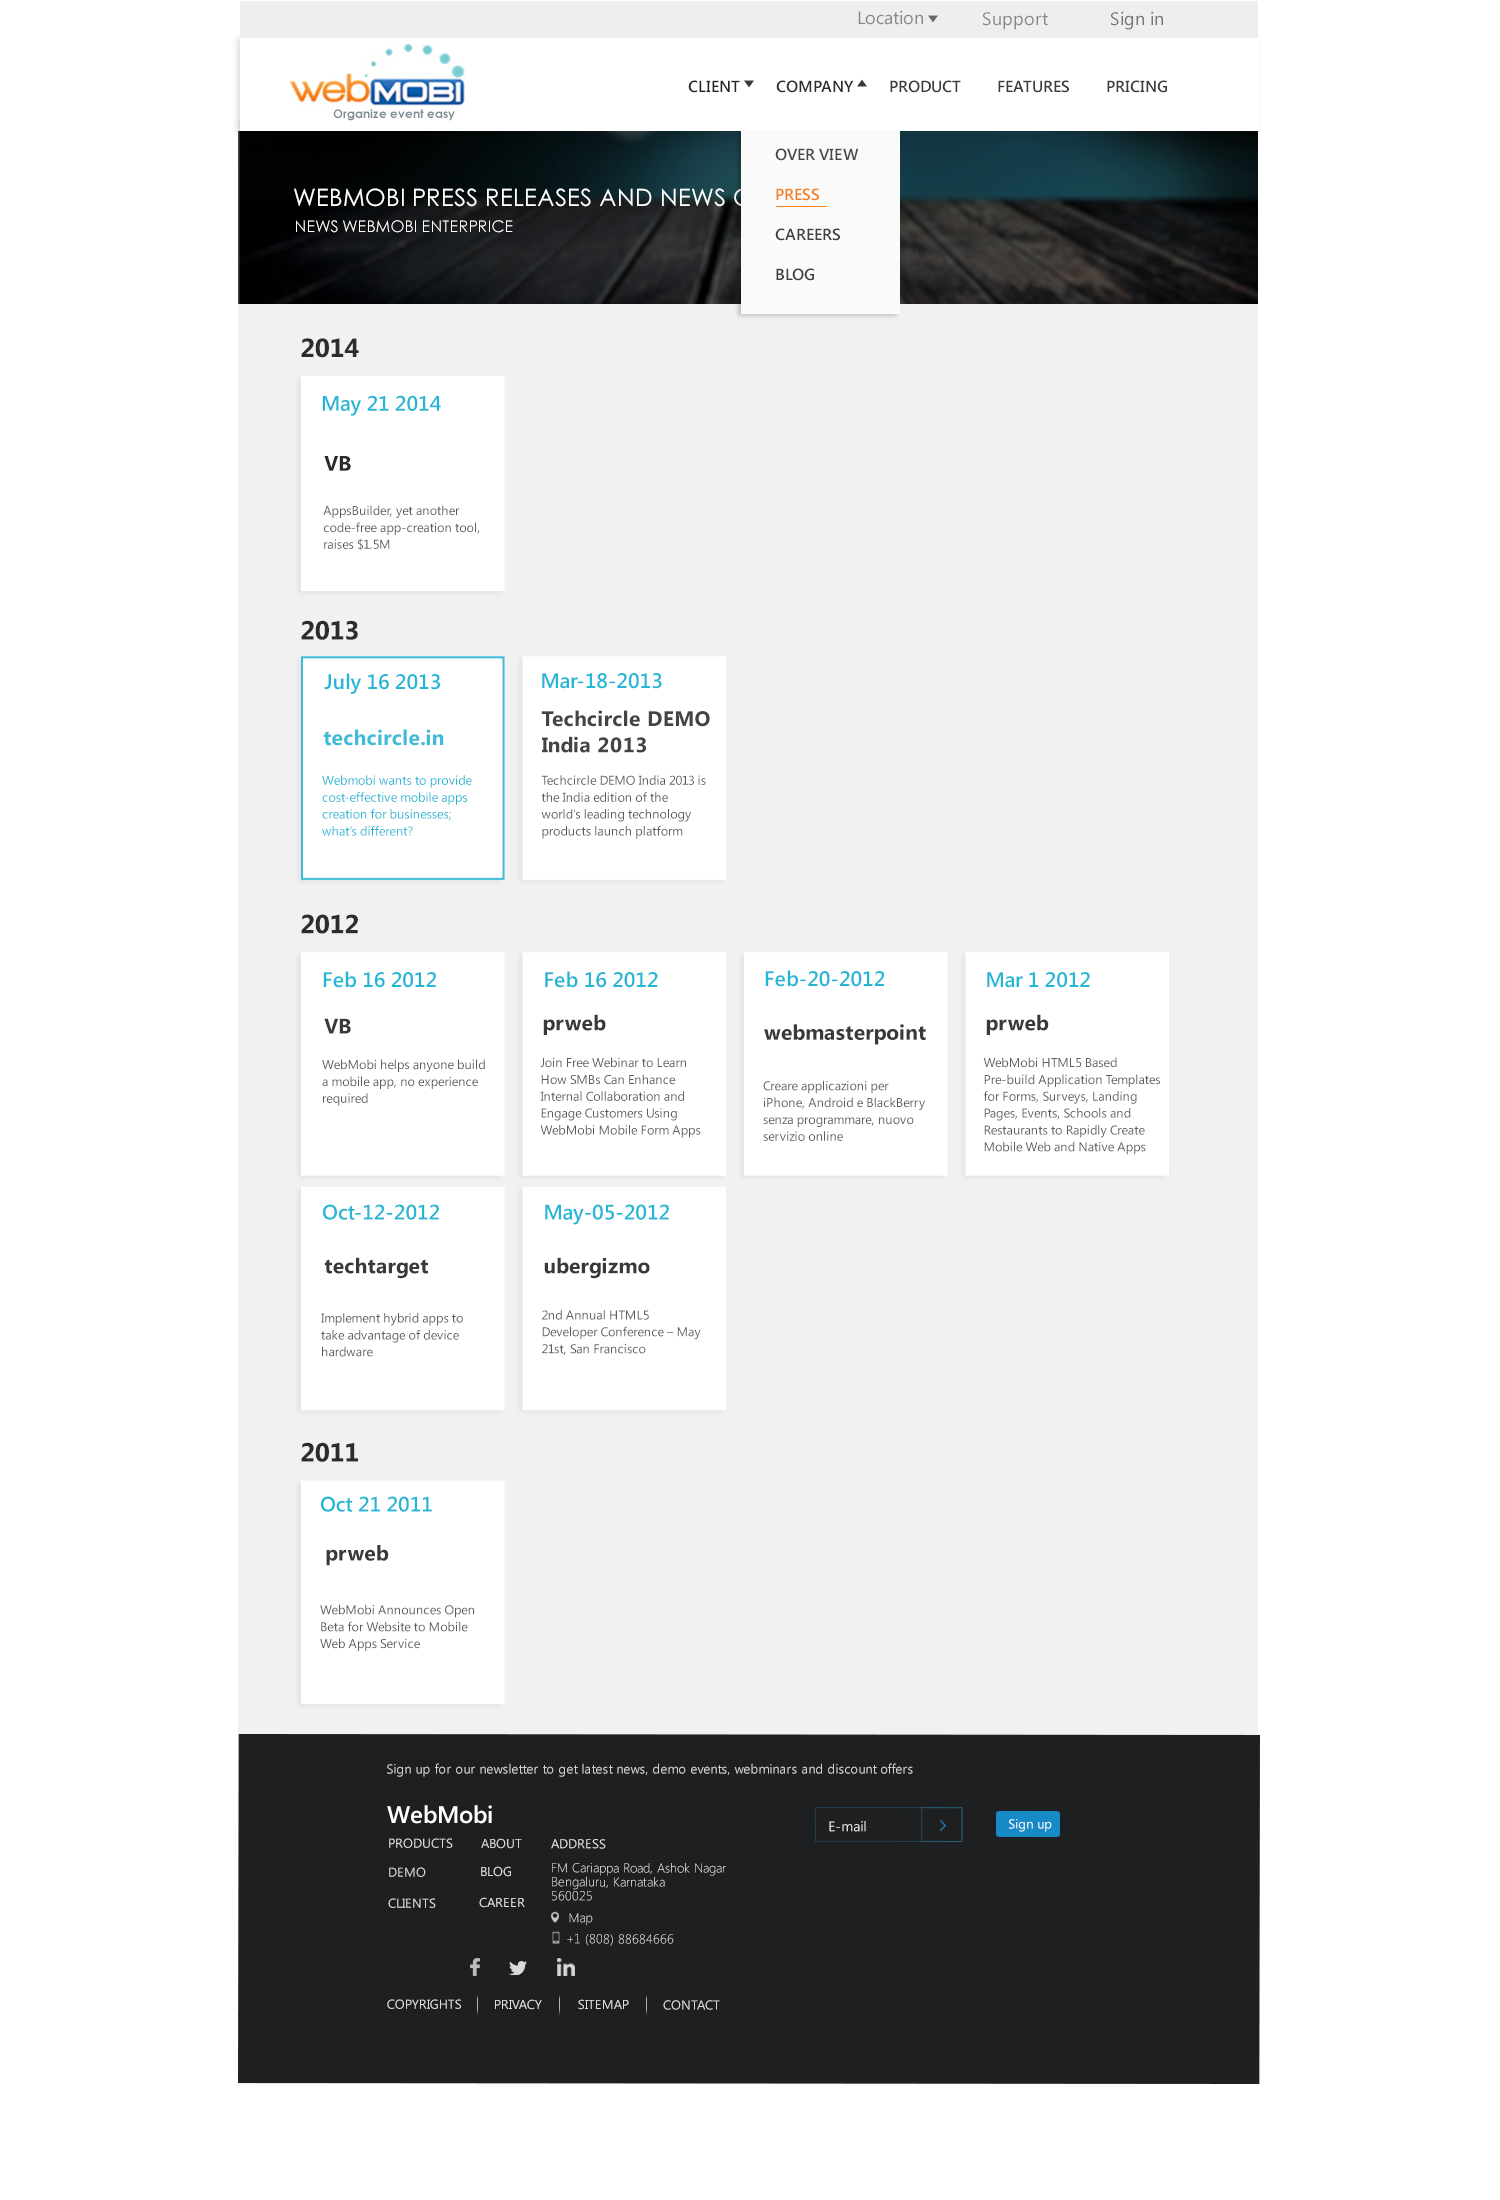 Location Support Sign in
webMOBI
Organize event easy
CLIENT COMPANY PRODUCT FEATURES PRICING
OVER VIEW
PRESS
CAREERS
BLOG
WEBMOBI PRESS RELEASES AND NEWS
NEWS WEBMOBI ENTERPRICE
2014
May 21 2014
VB
AppsBuilder, yet another
code-free app-creation tool,
raises $1.5M
2013
July 16 2013
techcircle.in
Webmobi wants to provide
cost-effective mobile apps
creation for businesses;
what's different?
Mar-18-2013
Techcircle DEMO
India 2013
Techcircle DEMO India 2013 is
the India edition of the
world's leading technology
products launch platform
2012
Feb 16 2012
VB
WebMobi helps anyone build
a mobile app, no experience
required
Feb 16 2012
prweb
Join Free Webinar to Learn
How SMBs Can Enhance
Internal Collaboration and
Engage Customers Using
WebMobi Mobile Form Apps
Feb-20-2012
webmasterpoint
Creare applicazioni per
iPhone, Android e BlackBerry
senza programmare, nuovo
servizio online
Mar 1 2012
prweb
WebMobi HTML5 Based
Pre-build Application Templates
for Forms, Surveys, Landing
Pages, Events, Schools and
Restaurants to Rapidly Create
Mobile Web and Native Apps
Oct-12-2012
techtarget
Implement hybrid apps to
take advantage of device
hardware
May-05-2012
ubergizmo
2nd Annual HTML5
Developer Conference – May
21st, San Francisco
2011
Oct 21 2011
prweb
WebMobi Announces Open
Beta for Website to Mobile
Web Apps Service
Sign up for our newsletter to get latest news, demo events, webminars and discount offers
WebMobi
E-mail
Sign up
PRODUCTS
DEMO
CLIENTS
ABOUT
BLOG
CAREER
ADDRESS
FM Cariappa Road, Ashok Nagar
Bengaluru, Karnataka
560025
Map
+1 (808) 88684666
COPYRIGHTS PRIVACY SITEMAP CONTACT